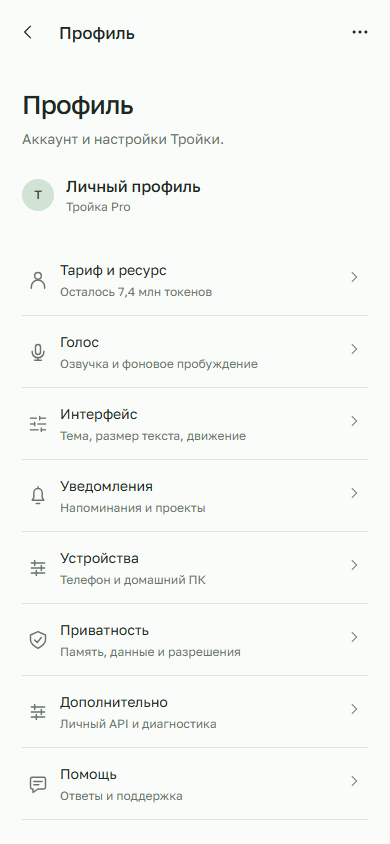 Профиль
Профиль
Аккаунт и настройки Тройки.
Т
Личный профиль
Тройка Pro
Тариф и ресурс
Осталось 7,4 млн токенов
Голос
Озвучка и фоновое пробуждение
Интерфейс
Тема, размер текста, движение
Уведомления
Напоминания и проекты
Устройства
Телефон и домашний ПК
Приватность
Память, данные и разрешения
Дополнительно
Личный API и диагностика
Помощь
Ответы и поддержка